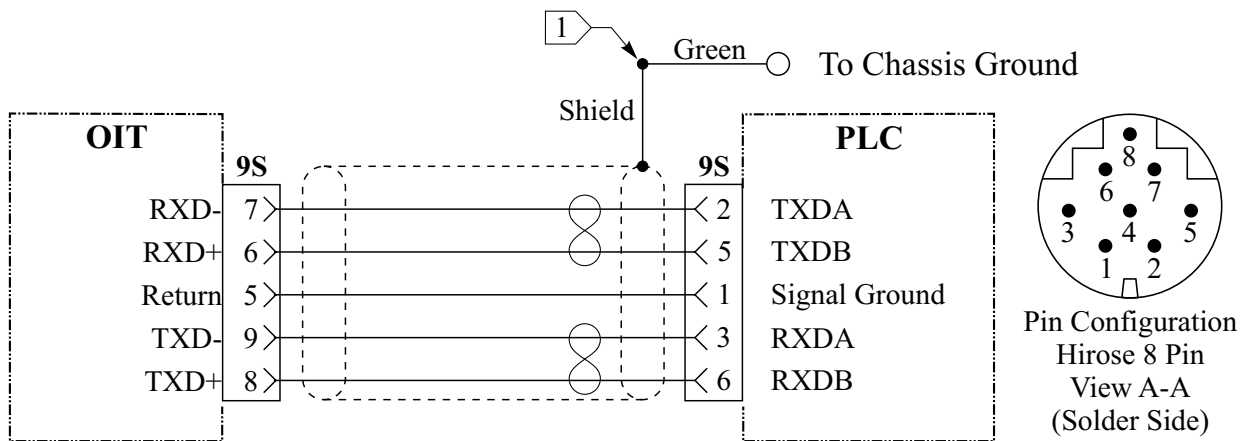 1
Green
To Chassis Ground
Shield
OIT
PLC
9S
9S
RXD- 7 2 TXDA
RXD+ 6 5 TXDB
Return 5 1 Signal Ground
TXD- 9 3 RXDA
TXD+ 8 6 RXDB
8
6 7
3 4 5
1 2
Pin Configuration
Hirose 8 Pin
View A-A
(Solder Side)